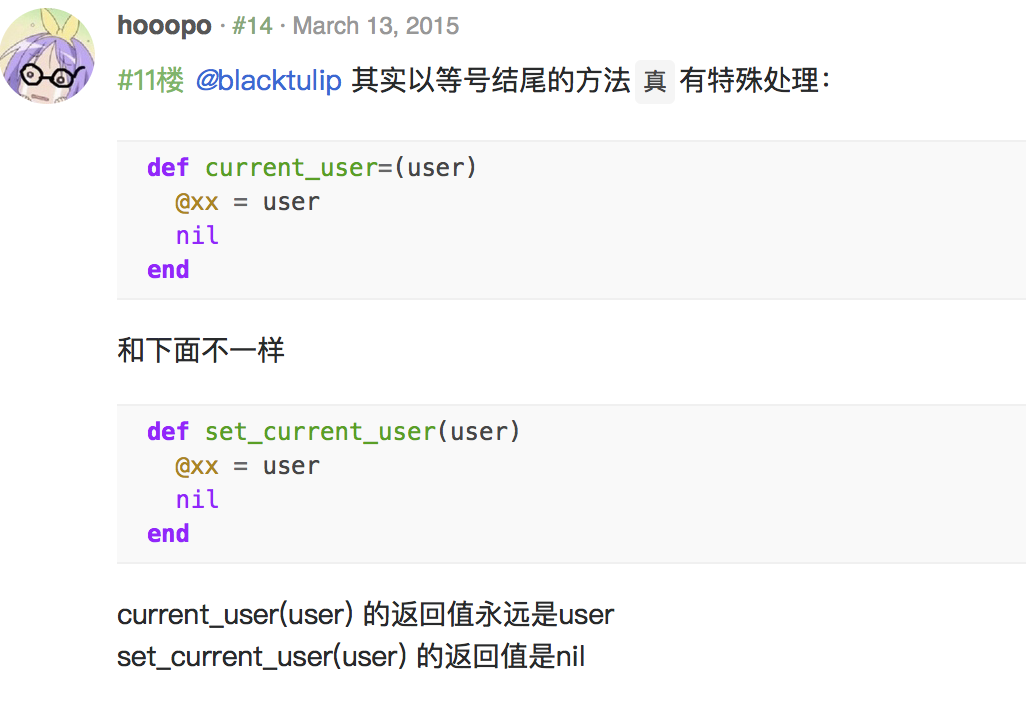 hooopo · #14 · March 13, 2015
#11楼 @blacktulip 其实以等号结尾的方法 真 有特殊处理：
def current_user=(user)
  @xx = user
  nil
end
和下面不一样
def set_current_user(user)
  @xx = user
  nil
end
current_user(user) 的返回值永远是user
set_current_user(user) 的返回值是nil